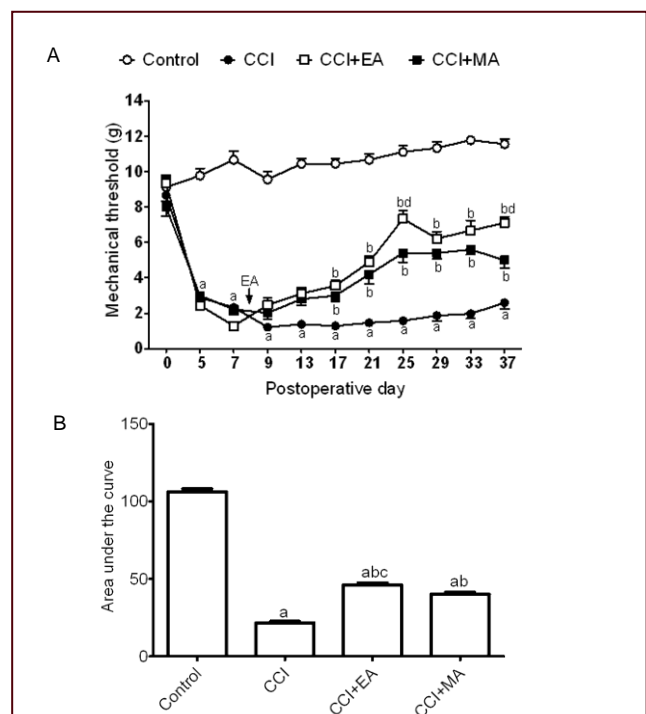 A
Control CCI CCI+EA CCI+MA
Mechanical threshold (g)
14
12
10
8
6
4
2
0
a a EA
b b bd b b bd
b b b b b b
a a a a a a a a
0 5 7 9 13 17 21 25 29 33 37
Postoperative day
B
Area under the curve
150
100
50
0
a abc ab
Control CCI CCI+EA CCI+MA